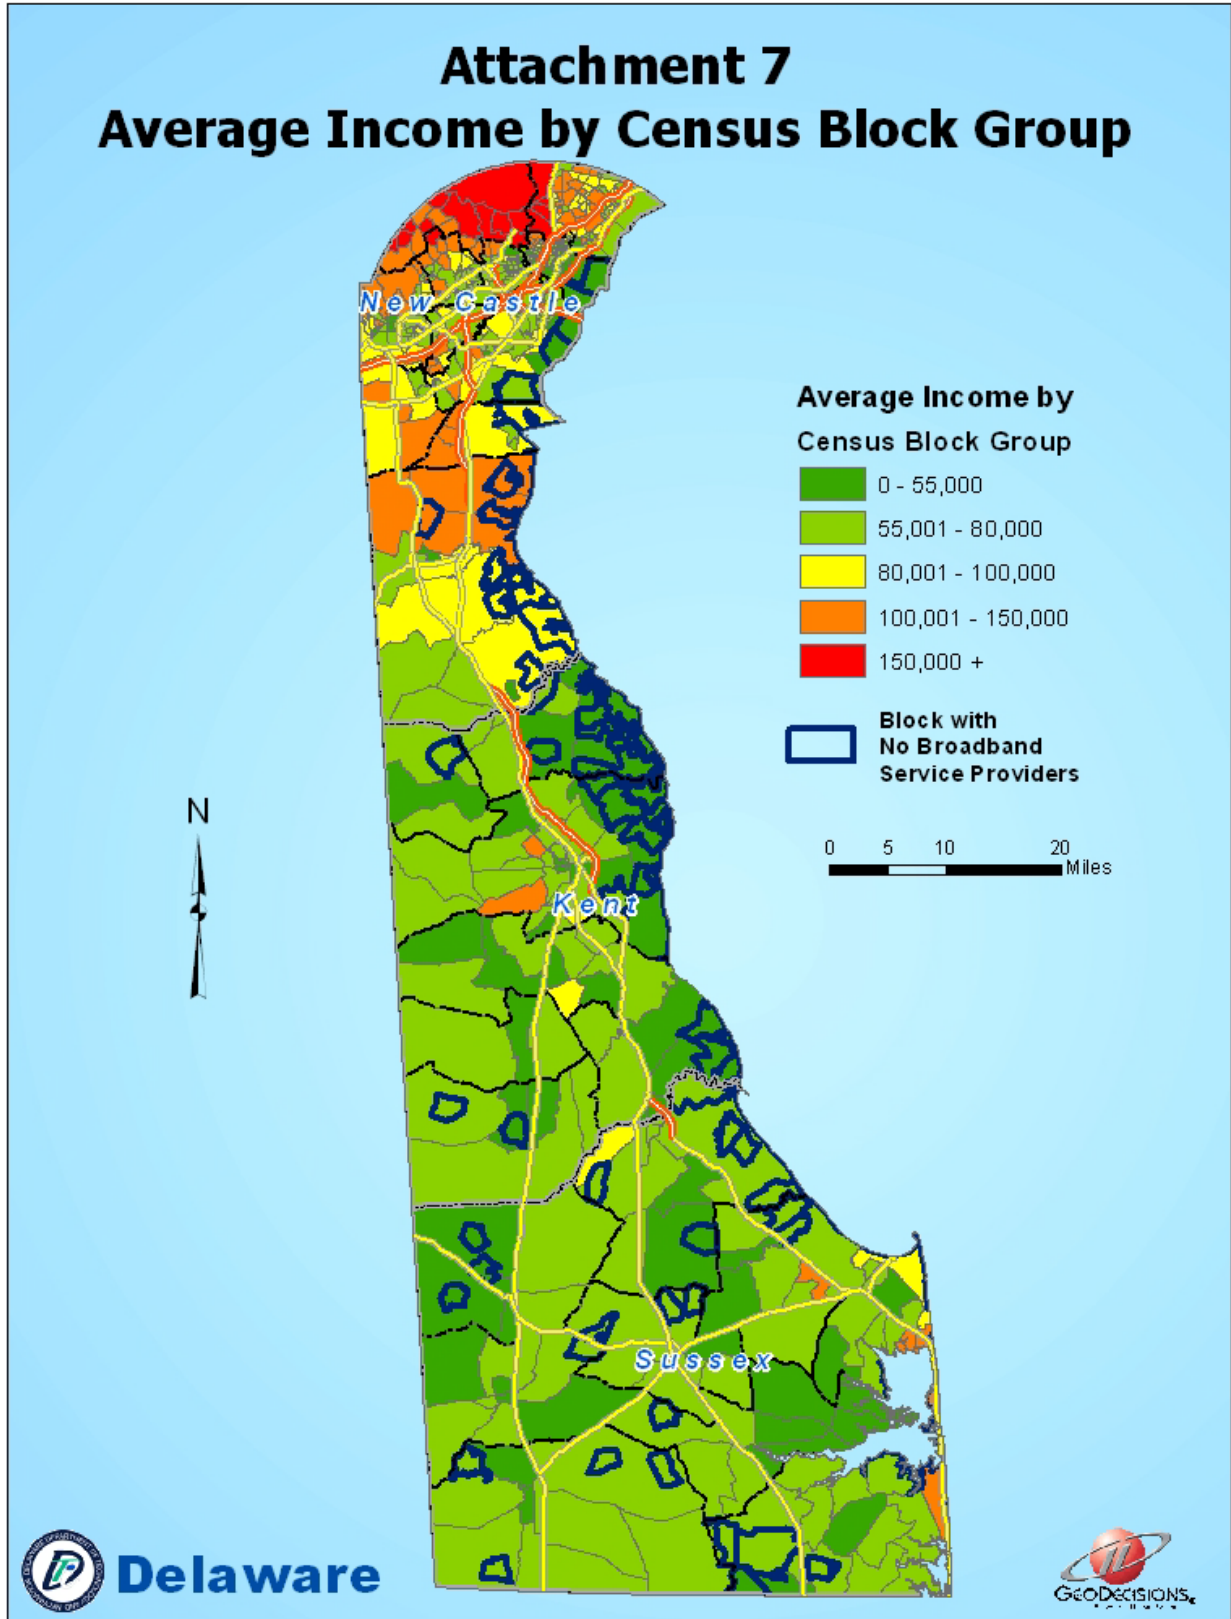 Attachment 7
Average Income by Census Block Group
New Castle
Average Income by
Census Block Group
0 - 55,000
55,001 - 80,000
80,001 - 100,000
100,001 - 150,000
150,000 +
Block with
No Broadband
Service Providers
N
0 5 10 20
Miles
Kent
Sussex
Delaware
GEODECISIONS